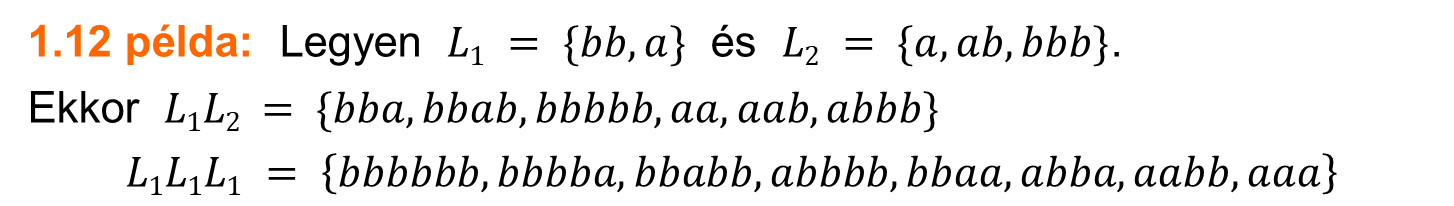 1.12 példa: Legyen L₁ = {bb, a} és L₂ = {a, ab, bbb}.
Ekkor L₁L₂ = {bba, bbab, bbbbb, aa, aab, abbb}
L₁L₁L₁ = {bbbbbb, bbbba, bbabb, abbbb, bbaa, abba, aabb, aaa}